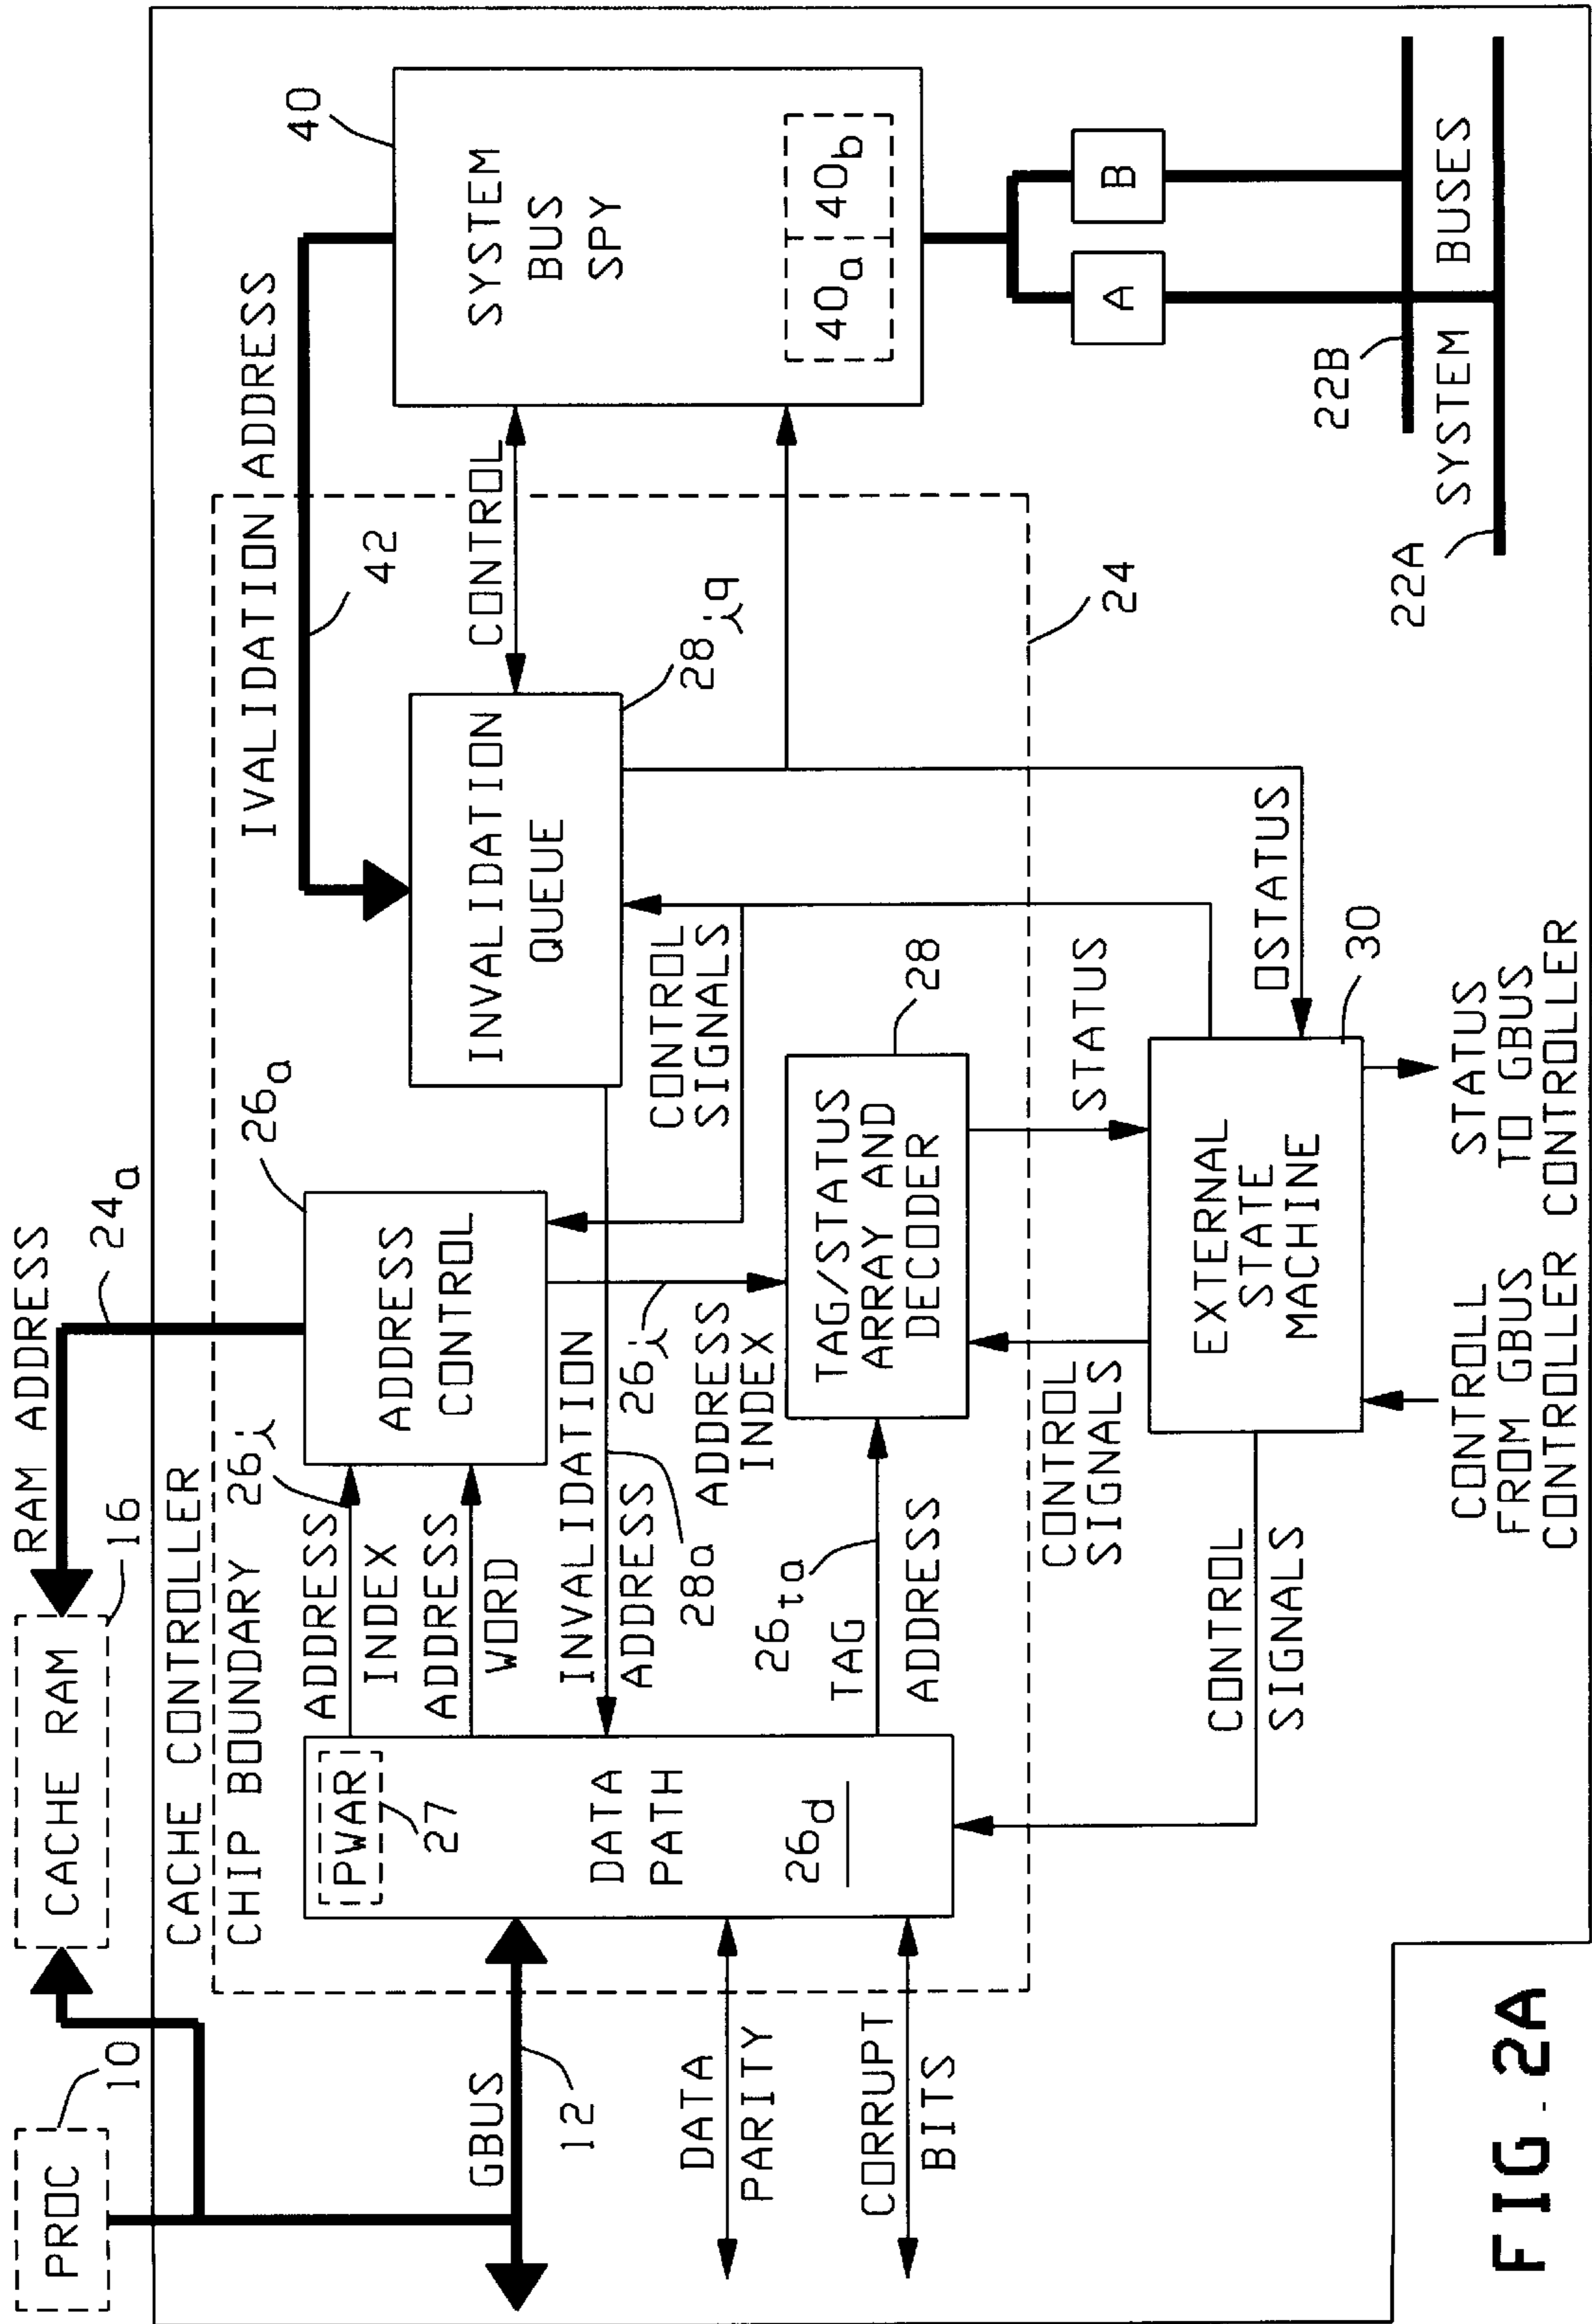 PROC
10
CACHE RAM
16
RAM ADDRESS
24a
CACHE CONTROLLER
CHIP BOUNDARY
IVALIDATION ADDRESS
42
GBUS
12
DATA
PARITY
CORRUPT
BITS
PWAR
27
DATA
PATH
26d
ADDRESS
INDEX
26i
ADDRESS
WORD
INVALIDATION
ADDRESS
28a
26ta
TAG
ADDRESS
26a
ADDRESS
CONTROL
26i
ADDRESS
INDEX
CONTROL
SIGNALS
INVALIDATION
QUEUE
28iq
CONTROL
SYSTEM
BUS
SPY
40
40a
40b
A
B
22B
22A
SYSTEM BUSES
24
TAG/STATUS
ARRAY AND
DECODER
28
STATUS
OSTATUS
CONTROL
SIGNALS
EXTERNAL
STATE
MACHINE
30
CONTROL
SIGNALS
CONTROL
FROM GBUS
CONTROLLER
STATUS
TO GBUS
CONTROLLER
FIG. 2A